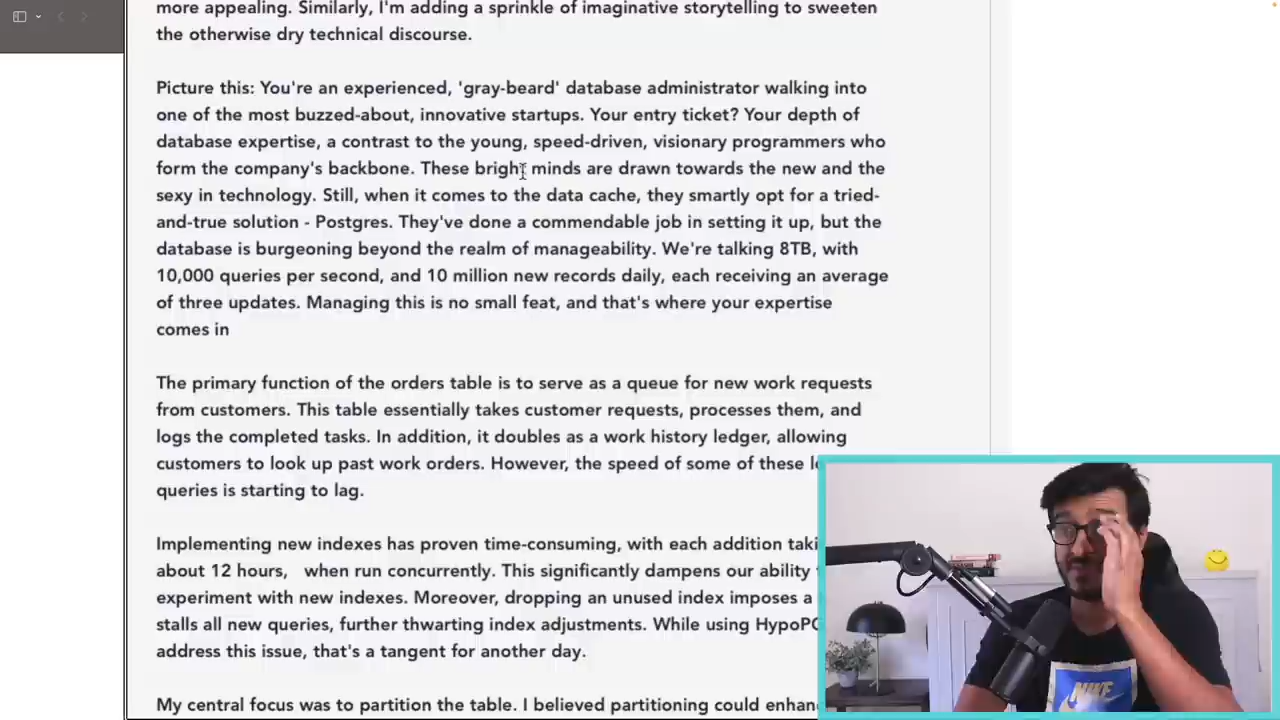 more appealing. Similarly, I'm adding a sprinkle of imaginative storytelling to sweeten
the otherwise dry technical discourse.
Picture this: You're an experienced, 'gray-beard' database administrator walking into
one of the most buzzed-about, innovative startups. Your entry ticket? Your depth of
database expertise, a contrast to the young, speed-driven, visionary programmers who
form the company's backbone. These bright minds are drawn towards the new and the
sexy in technology. Still, when it comes to the data cache, they smartly opt for a tried-
and-true solution - Postgres. They've done a commendable job in setting it up, but the
database is burgeoning beyond the realm of manageability. We're talking 8TB, with
10,000 queries per second, and 10 million new records daily, each receiving an average
of three updates. Managing this is no small feat, and that's where your expertise
comes in
The primary function of the orders table is to serve as a queue for new work requests
from customers. This table essentially takes customer requests, processes them, and
logs the completed tasks. In addition, it doubles as a work history ledger, allowing
customers to look up past work orders. However, the speed of some of these
queries is starting to lag.
Implementing new indexes has proven time-consuming, with each addition
about 12 hours, when run concurrently. This significantly dampens our ability
experiment with new indexes. Moreover, dropping an unused index imposes a
stalls all new queries, further thwarting index adjustments. While using
address this issue, that's a tangent for another day.
My central focus was to partition the table. I believed partitioning could
NIKE